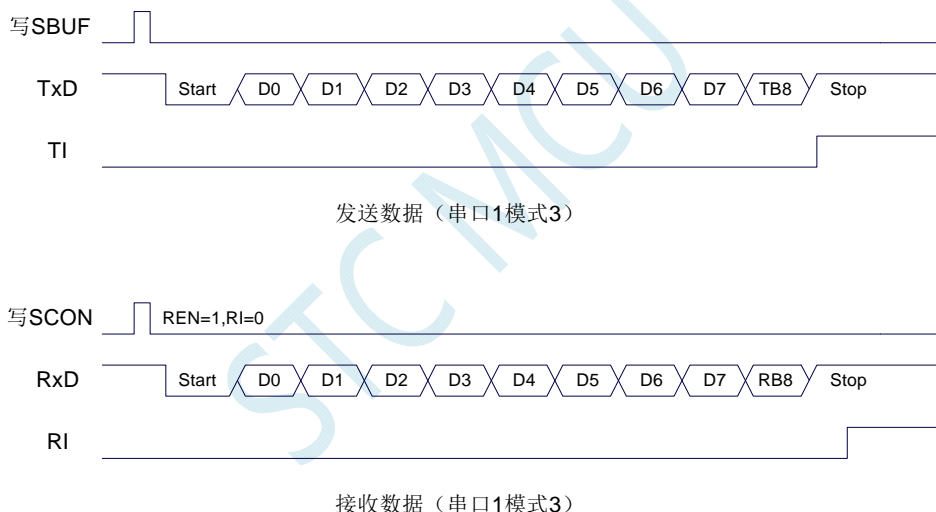 写SBUF
TxD Start D0 D1 D2 D3 D4 D5 D6 D7 TB8 Stop
TI
发送数据（串口1模式3）
写SCON REN=1,RI=0
RxD Start D0 D1 D2 D3 D4 D5 D6 D7 RB8 Stop
RI
接收数据（串口1模式3）
STC MCU